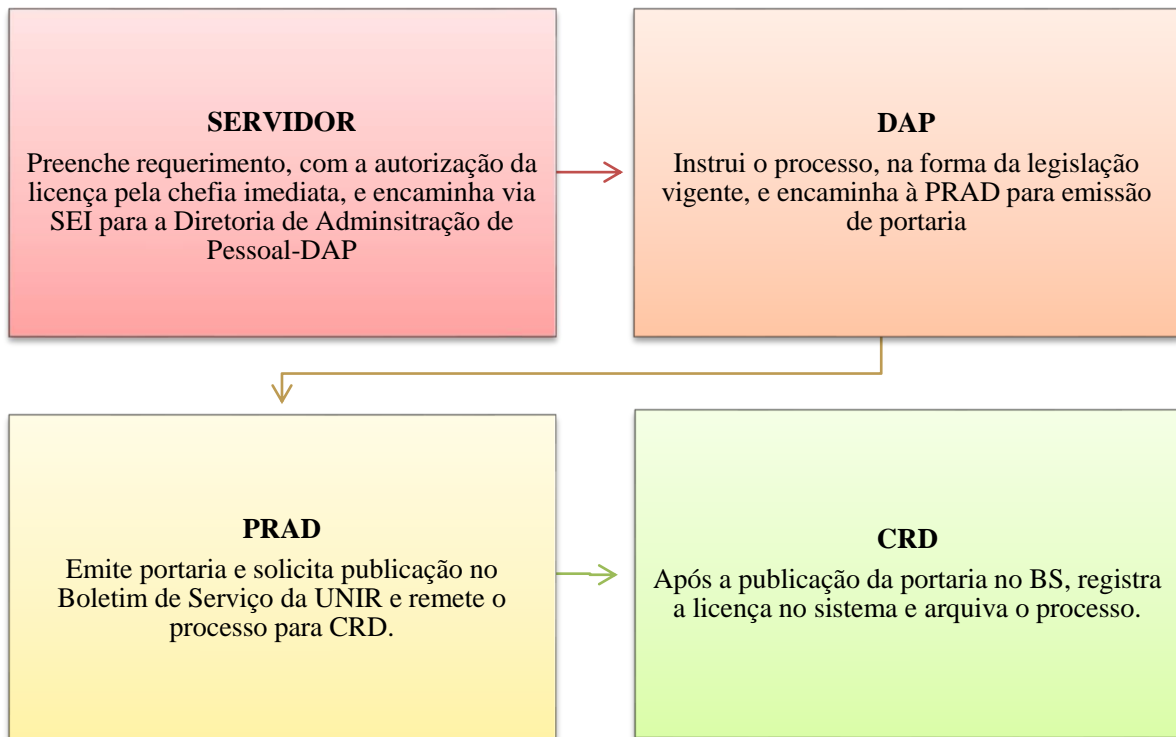 SERVIDOR
Preenche requerimento, com a autorização da
licença pela chefia imediata, e encaminha via
SEI para a Diretoria de Adminsitração de
Pessoal-DAP
DAP
Instrui o processo, na forma da legislação
vigente, e encaminha à PRAD para emissão
de portaria
PRAD
Emite portaria e solicita publicação no
Boletim de Serviço da UNIR e remete o
processo para CRD.
CRD
Após a publicação da portaria no BS, registra
a licença no sistema e arquiva o processo.